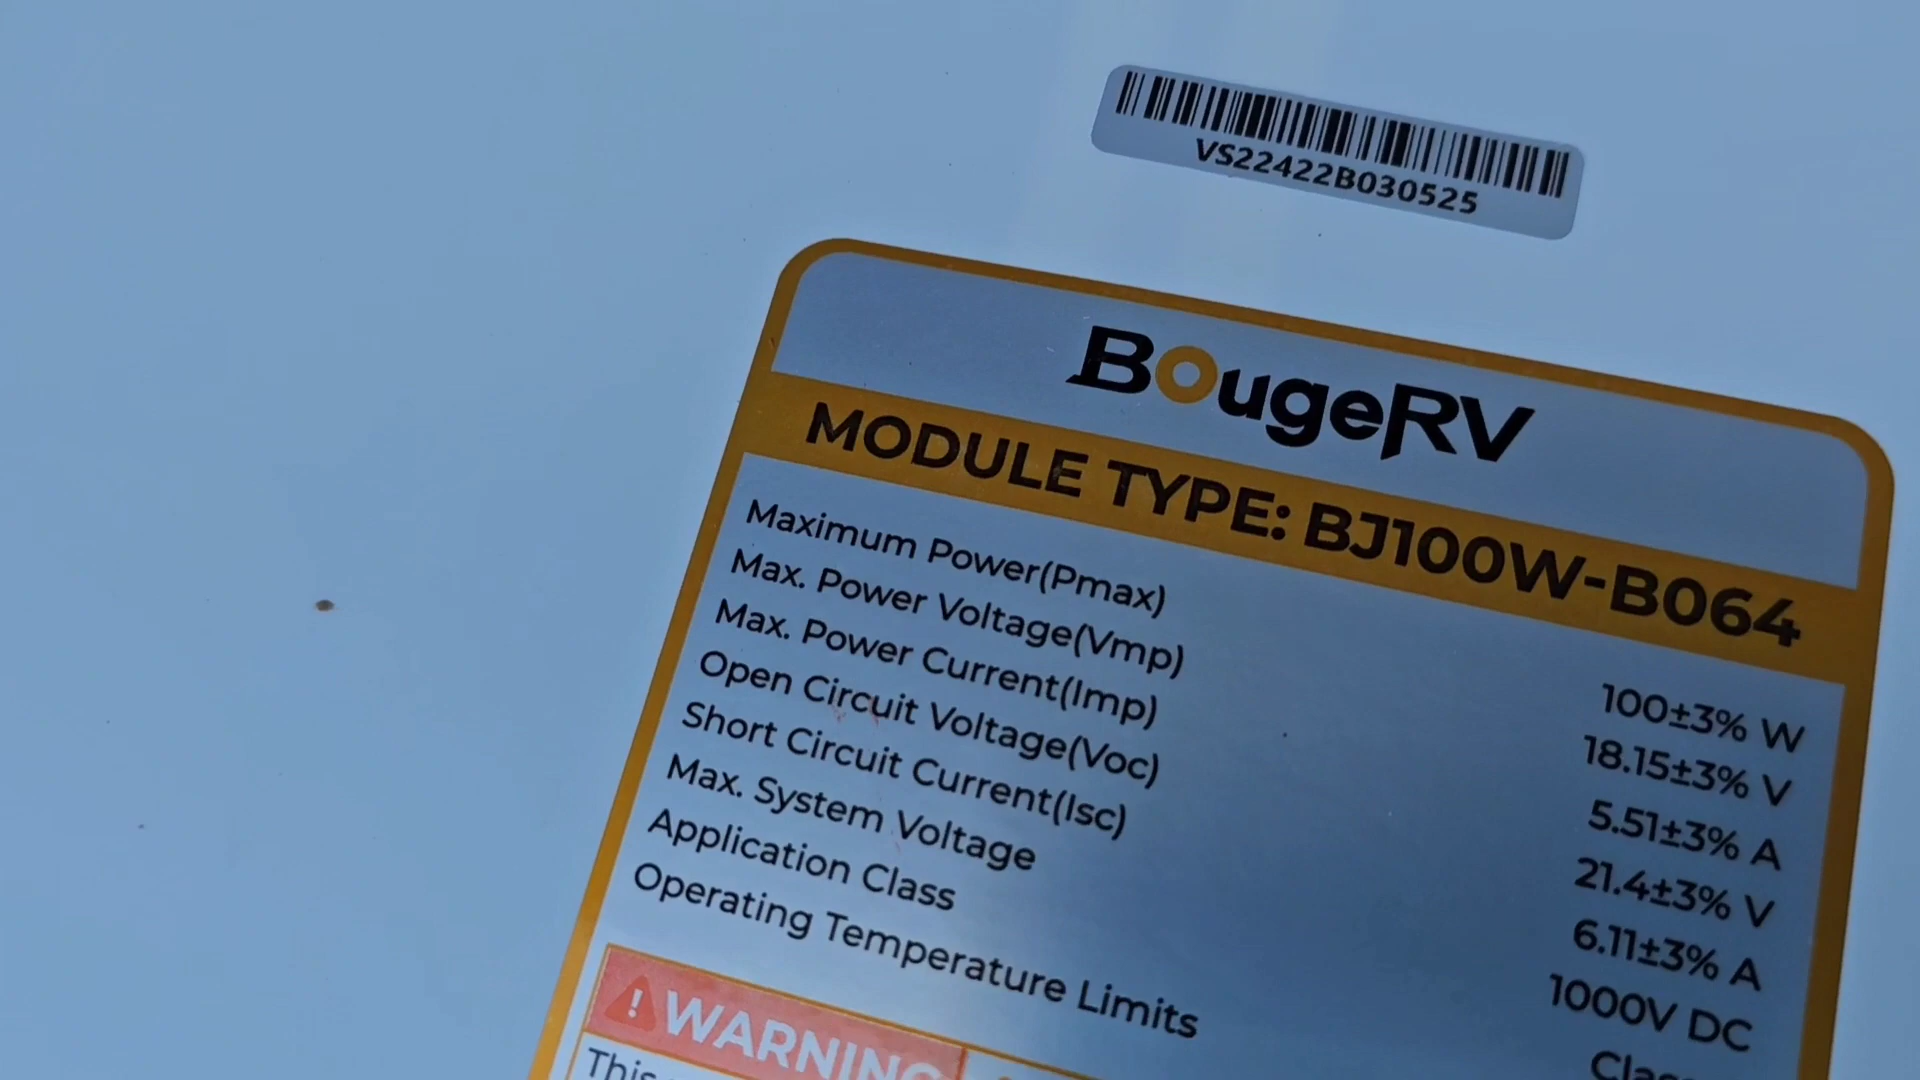 VS22422B030525
BougeRV
MODULE TYPE: BJ100W-B064
Maximum Power(Pmax) 100±3% W
Max. Power Voltage(Vmp) 18.15±3% V
Max. Power Current(Imp) 5.51±3% A
Open Circuit Voltage(Voc) 21.4±3% V
Short Circuit Current(Isc) 6.11±3% A
Max. System Voltage 1000V DC
Application Class Class
Operating Temperature Limits
WARNING
This